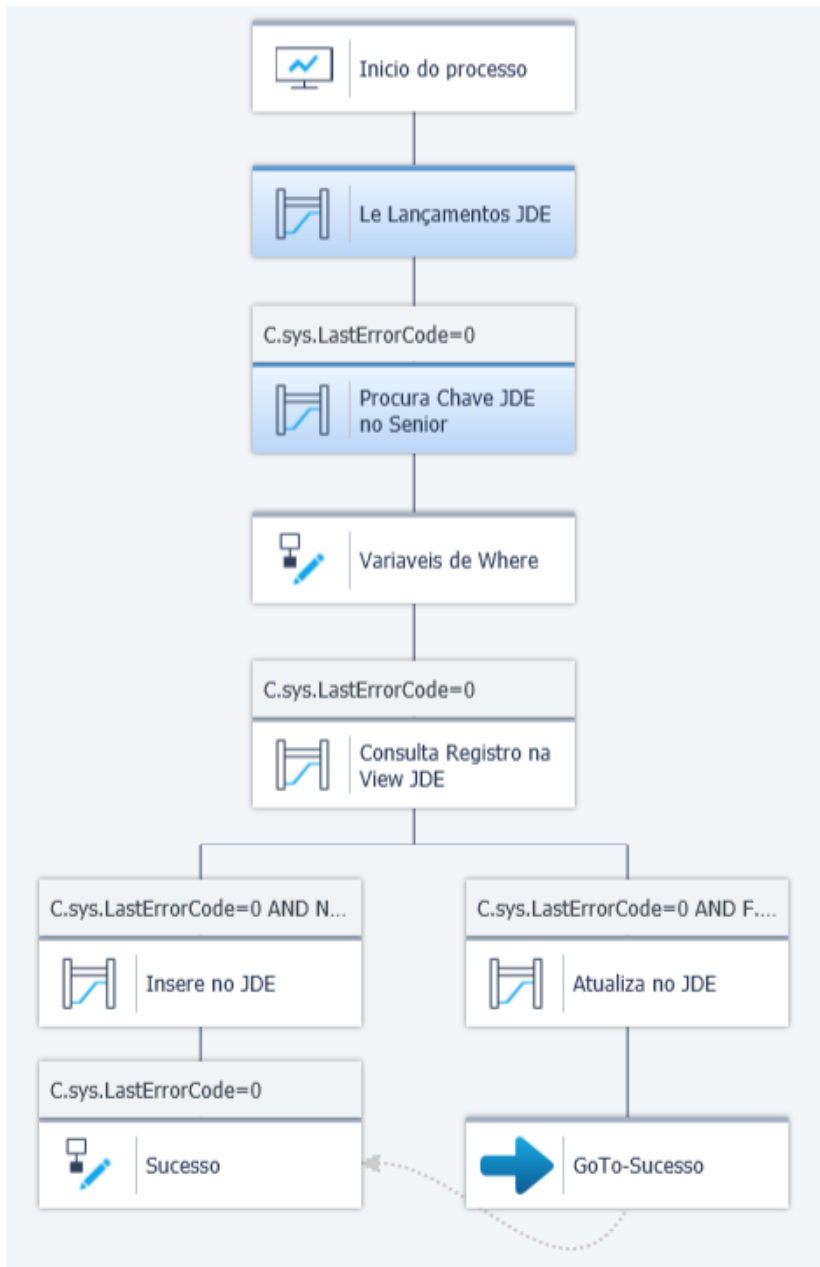 Inicio do processo
Le Lançamentos JDE
C.sys.LastErrorCode=0
Procura Chave JDE
no Senior
Variaveis de Where
C.sys.LastErrorCode=0
Consulta Registro na
View JDE
C.sys.LastErrorCode=0 AND N...
Insere no JDE
C.sys.LastErrorCode=0
Sucesso
C.sys.LastErrorCode=0 AND F....
Atualiza no JDE
GoTo-Sucesso